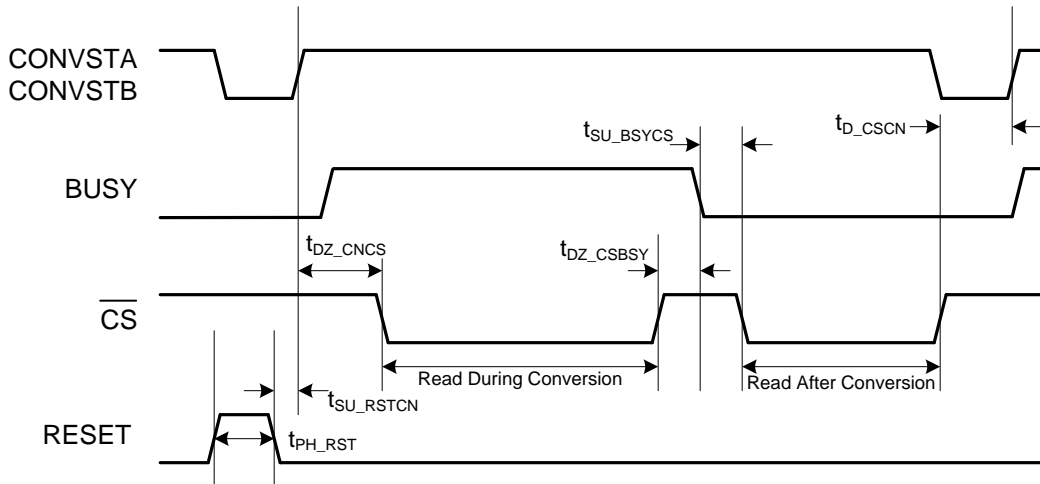 CONVSTA
CONVSTB
tSU_BSYCS
tD_CSCN
BUSY
tDZ_CNCS
tDZ_CSBSY
CS
Read During Conversion
Read After Conversion
tSU_RSTCN
RESET
tPH_RST